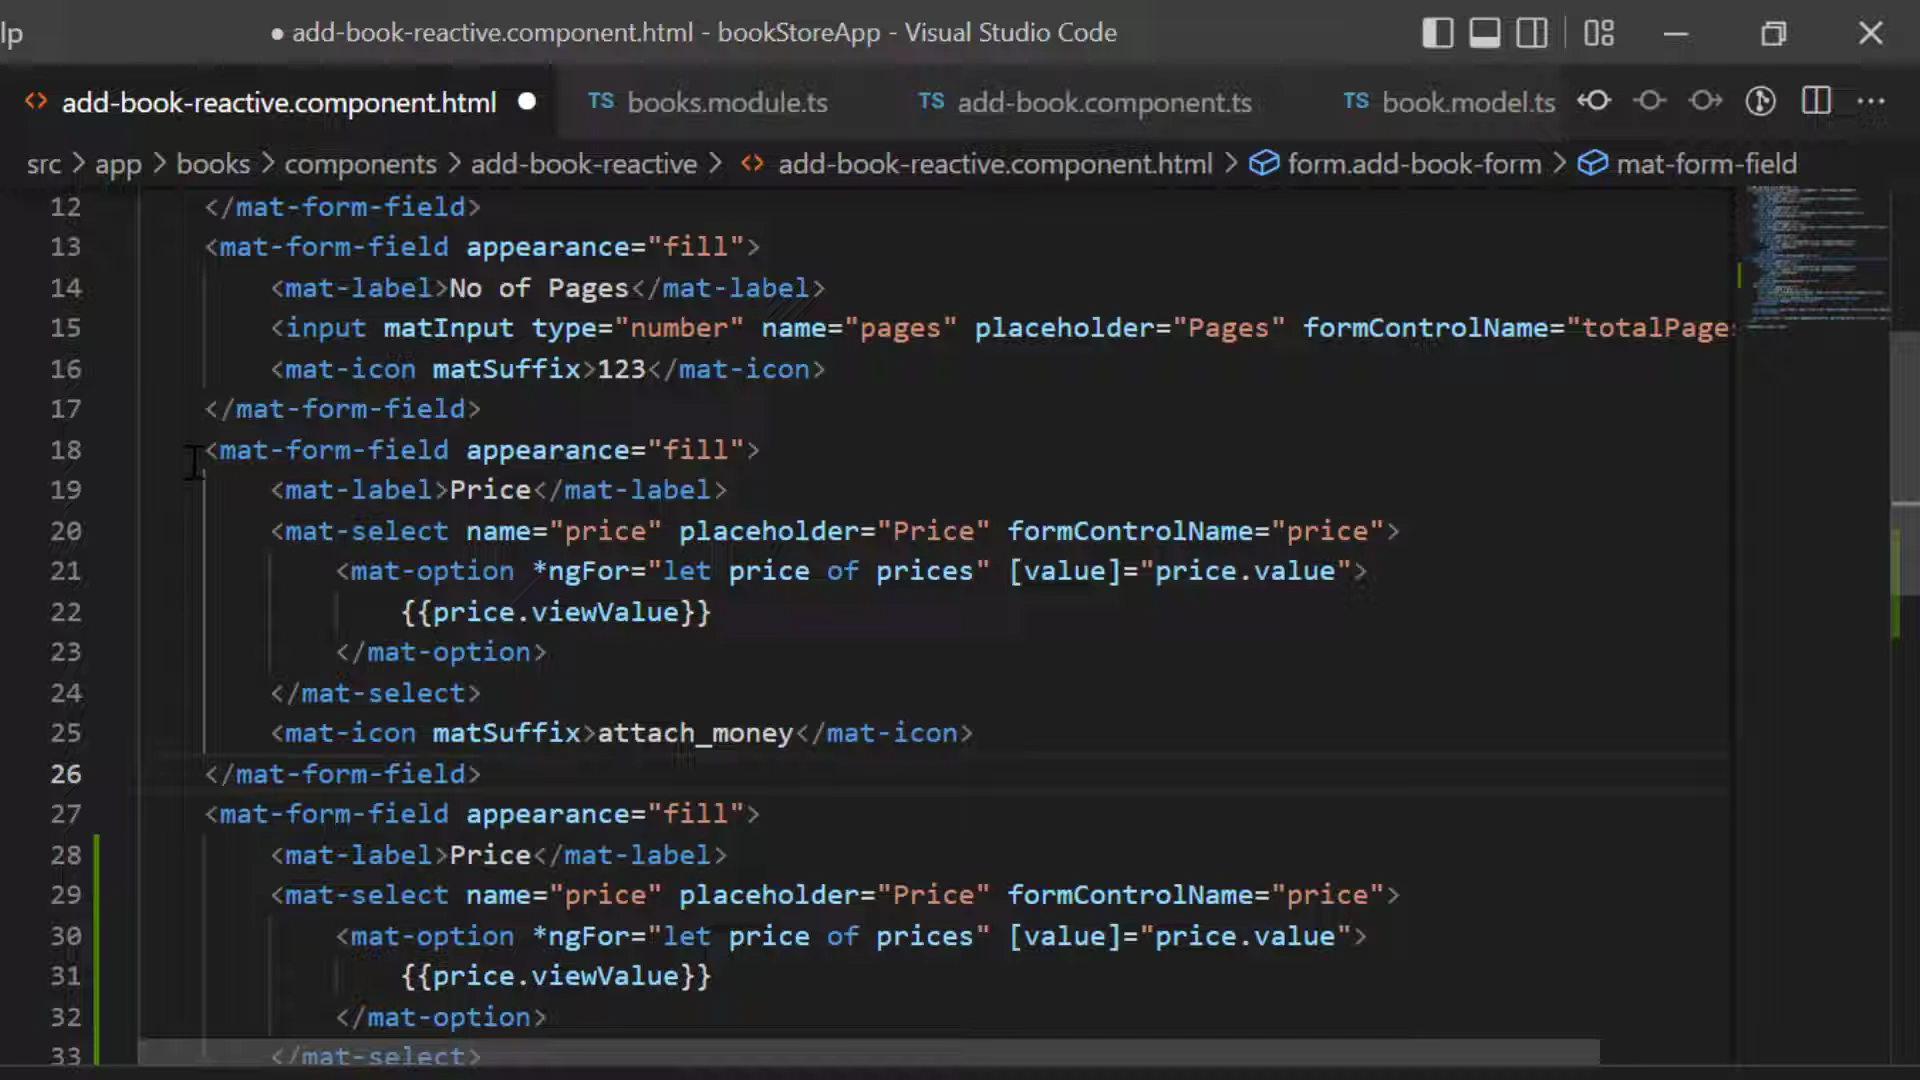 lp
● add-book-reactive.component.html - bookStoreApp - Visual Studio Code
<> add-book-reactive.component.html ● TS books.module.ts TS add-book.component.ts TS book.model.ts
src > app > books > components > add-book-reactive > <> add-book-reactive.component.html > form.add-book-form > mat-form-field
12 </mat-form-field>
13 <mat-form-field appearance="fill">
14 <mat-label>No of Pages</mat-label>
15 <input matInput type="number" name="pages" placeholder="Pages" formControlName="totalPage
16 <mat-icon matSuffix>123</mat-icon>
17 </mat-form-field>
18 <mat-form-field appearance="fill">
19 <mat-label>Price</mat-label>
20 <mat-select name="price" placeholder="Price" formControlName="price">
21 <mat-option *ngFor="let price of prices" [value]="price.value">
22 {{price.viewValue}}
23 </mat-option>
24 </mat-select>
25 <mat-icon matSuffix>attach_money</mat-icon>
26 </mat-form-field>
27 <mat-form-field appearance="fill">
28 <mat-label>Price</mat-label>
29 <mat-select name="price" placeholder="Price" formControlName="price">
30 <mat-option *ngFor="let price of prices" [value]="price.value">
31 {{price.viewValue}}
32 </mat-option>
33 </mat-select>